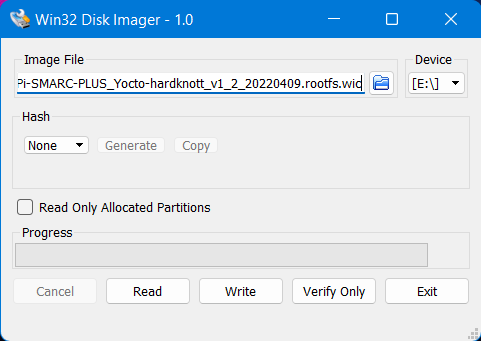 Win32 Disk Imager - 1.0
Image File
Device
Pi-SMARC-PLUS_Yocto-hardknott_v1_2_20220409.rootfs.wic
[E:\]
Hash
None
Generate
Copy
Read Only Allocated Partitions
Progress
Cancel
Read
Write
Verify Only
Exit